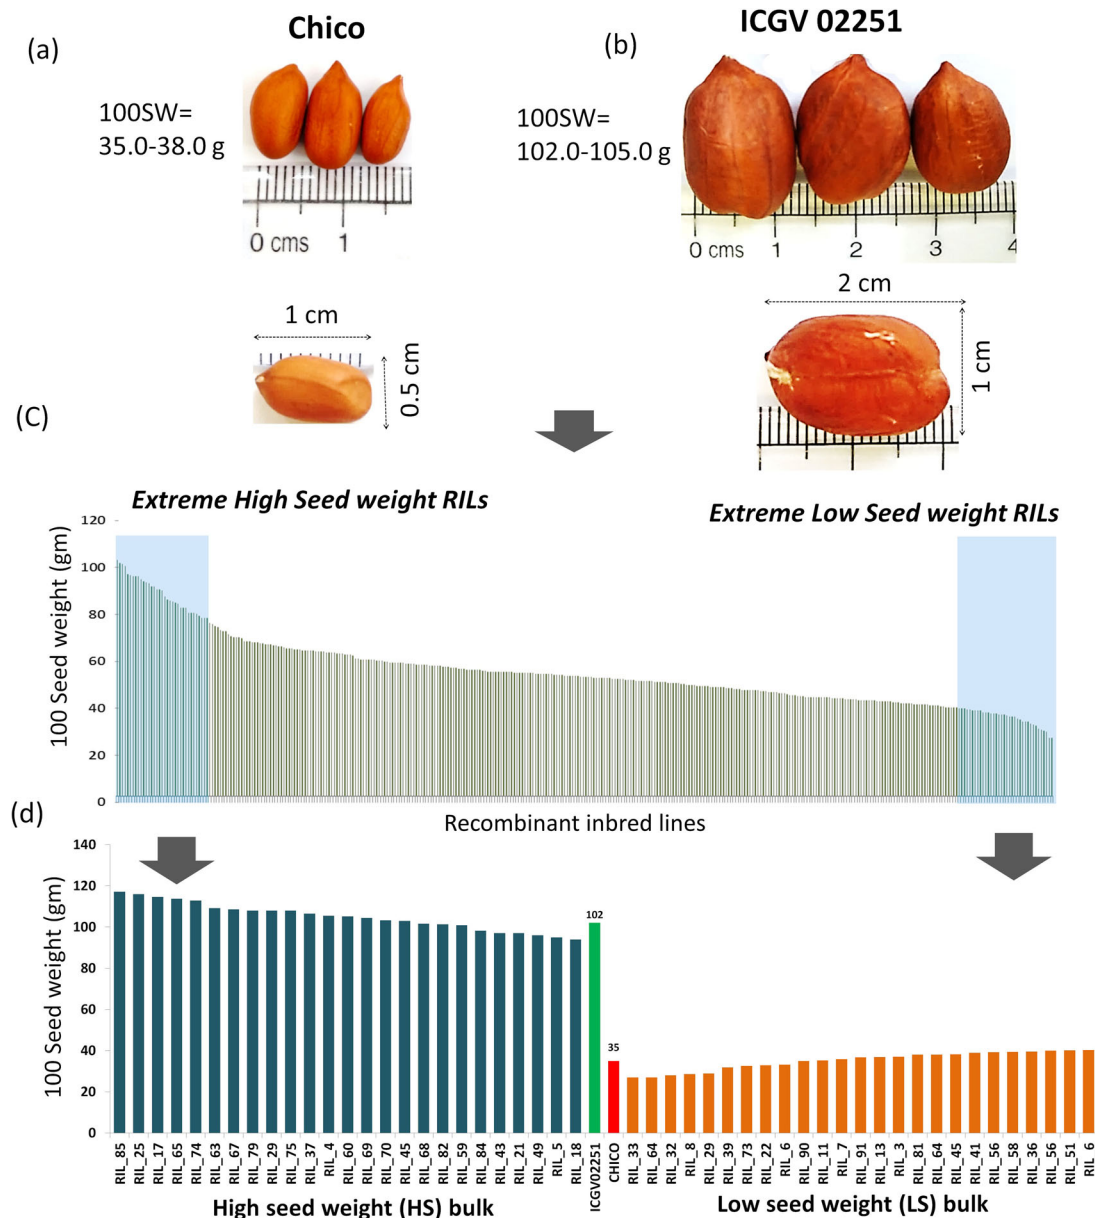 (a)
Chico
100SW=
35.0-38.0 g
0 cms 1
(b)
ICGV 02251
100SW=
102.0-105.0 g
0 cms 1 2 3 4
1 cm
0.5 cm
2 cm
1 cm
(C)
Extreme High Seed weight RILs
Extreme Low Seed weight RILs
100 Seed weight (gm)
120
100
80
60
40
20
0
Recombinant inbred lines
(d)
100 Seed weight (gm)
140
120
100
80
60
40
20
0
102
35
RIL_85
RIL_25
RIL_17
RIL_65
RIL_74
RIL_63
RIL_67
RIL_79
RIL_29
RIL_75
RIL_37
RIL_4
RIL_60
RIL_69
RIL_70
RIL_45
RIL_68
RIL_82
RIL_59
RIL_84
RIL_43
RIL_21
RIL_49
RIL_5
RIL_18
ICGV02251
CHICO
RIL_33
RIL_64
RIL_32
RIL_8
RIL_29
RIL_39
RIL_73
RIL_22
RIL_6
RIL_90
RIL_11
RIL_7
RIL_91
RIL_13
RIL_3
RIL_81
RIL_64
RIL_45
RIL_41
RIL_56
RIL_58
RIL_36
RIL_56
RIL_51
RIL 6
High seed weight (HS) bulk
Low seed weight (LS) bulk